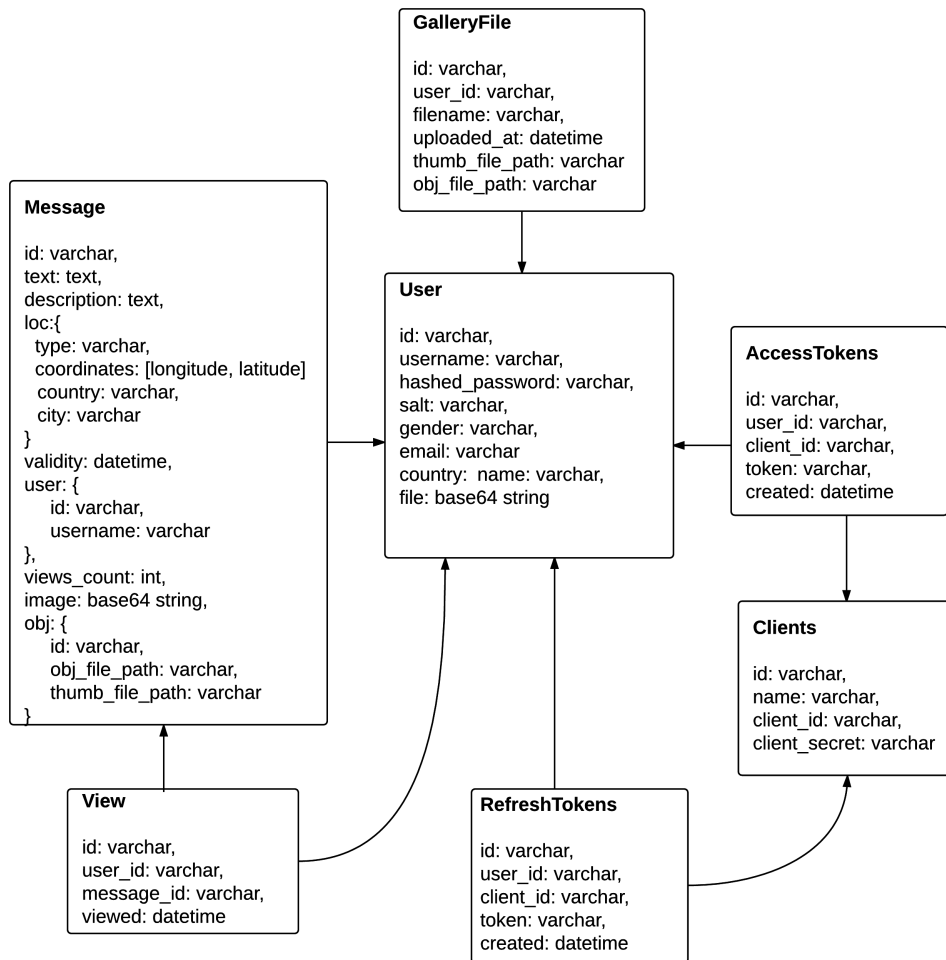 GalleryFile
id: varchar,
user_id: varchar,
filename: varchar,
uploaded_at: datetime
thumb_file_path: varchar
obj_file_path: varchar
Message
id: varchar,
text: text,
description: text,
loc:{
type: varchar,
coordinates: [longitude, latitude]
country: varchar,
city: varchar
}
validity: datetime,
user: {
id: varchar,
username: varchar
},
views_count: int,
image: base64 string,
obj: {
id: varchar,
obj_file_path: varchar,
thumb_file_path: varchar
}
User
id: varchar,
username: varchar,
hashed_password: varchar,
salt: varchar,
gender: varchar,
email: varchar
country:  name: varchar,
file: base64 string
AccessTokens
id: varchar,
user_id: varchar,
client_id: varchar,
token: varchar,
created: datetime
Clients
id: varchar,
name: varchar,
client_id: varchar,
client_secret: varchar
View
id: varchar,
user_id: varchar,
message_id: varchar,
viewed: datetime
RefreshTokens
id: varchar,
user_id: varchar,
client_id: varchar,
token: varchar,
created: datetime